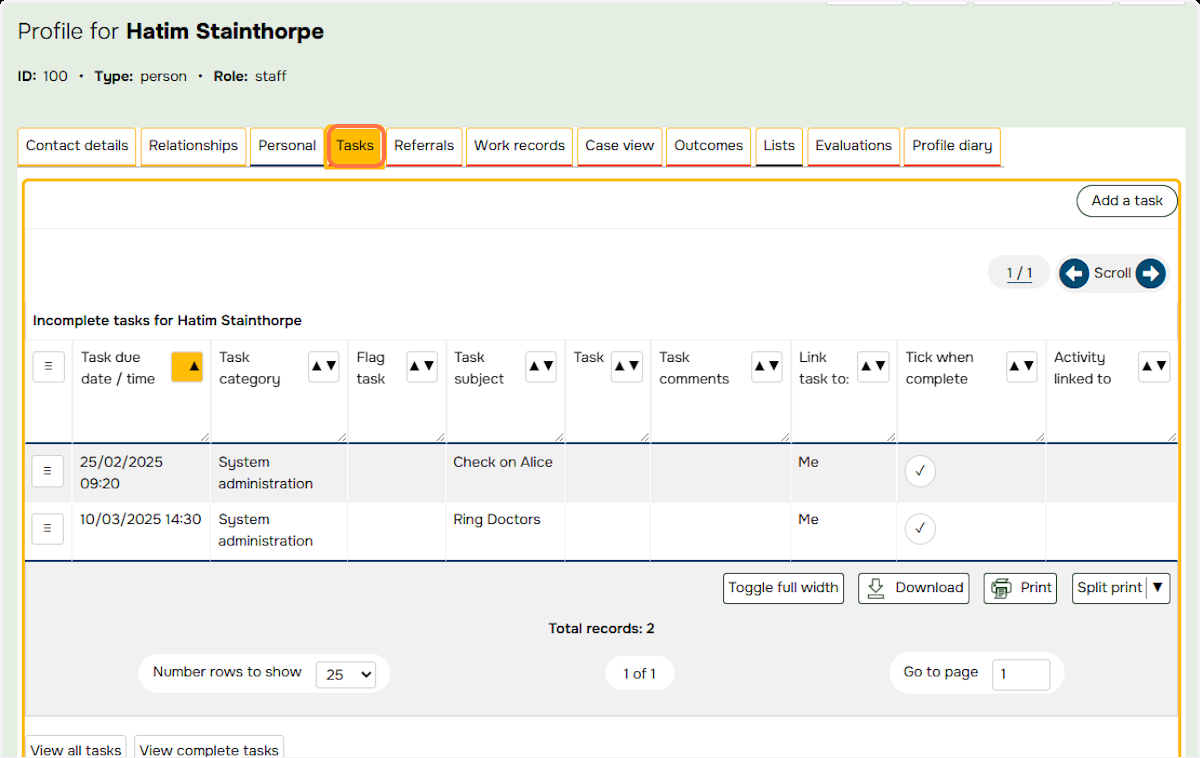 Profile for Hatim Stainthorpe
ID: 100 • Type: person • Role: staff
Contact details Relationships Personal Tasks Referrals Work records Case view Outcomes Lists Evaluations Profile diary
Add a task
1 / 1 Scroll
Incomplete tasks for Hatim Stainthorpe
Task due date / time ▲ Task category ▲▼ Flag task ▲▼ Task subject ▲▼ Task ▲▼ Task comments ▲▼ Link task to: ▲▼ Tick when complete ▲▼ Activity linked to ▲▼
25/02/2025 09:20 System administration Check on Alice Me ✓
10/03/2025 14:30 System administration Ring Doctors Me ✓
Toggle full width Download Print Split print ▼
Total records: 2
Number rows to show 25 1 of 1 Go to page 1
View all tasks View complete tasks